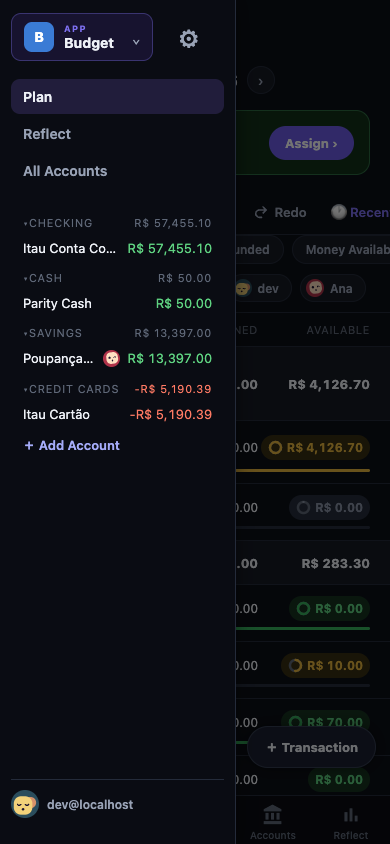 B
APP
Budget
›
Assign ›
Plan
Reflect
All Accounts
Redo
Recen
unded
Money Availab
dev
Ana
CHECKING R$ 57,455.10
Itau Conta Co... R$ 57,455.10
CASH R$ 50.00
Parity Cash R$ 50.00
SAVINGS R$ 13,397.00
Poupança... R$ 13,397.00
CREDIT CARDS -R$ 5,190.39
Itau Cartão -R$ 5,190.39
+ Add Account
NED AVAILABLE
.00 R$ 4,126.70
0.00 R$ 4,126.70
0.00 R$ 0.00
.00 R$ 283.30
0.00 R$ 0.00
0.00 R$ 10.00
0.00 R$ 70.00
+ Transaction
0.00 R$ 0.00
dev@localhost
Accounts
Reflect